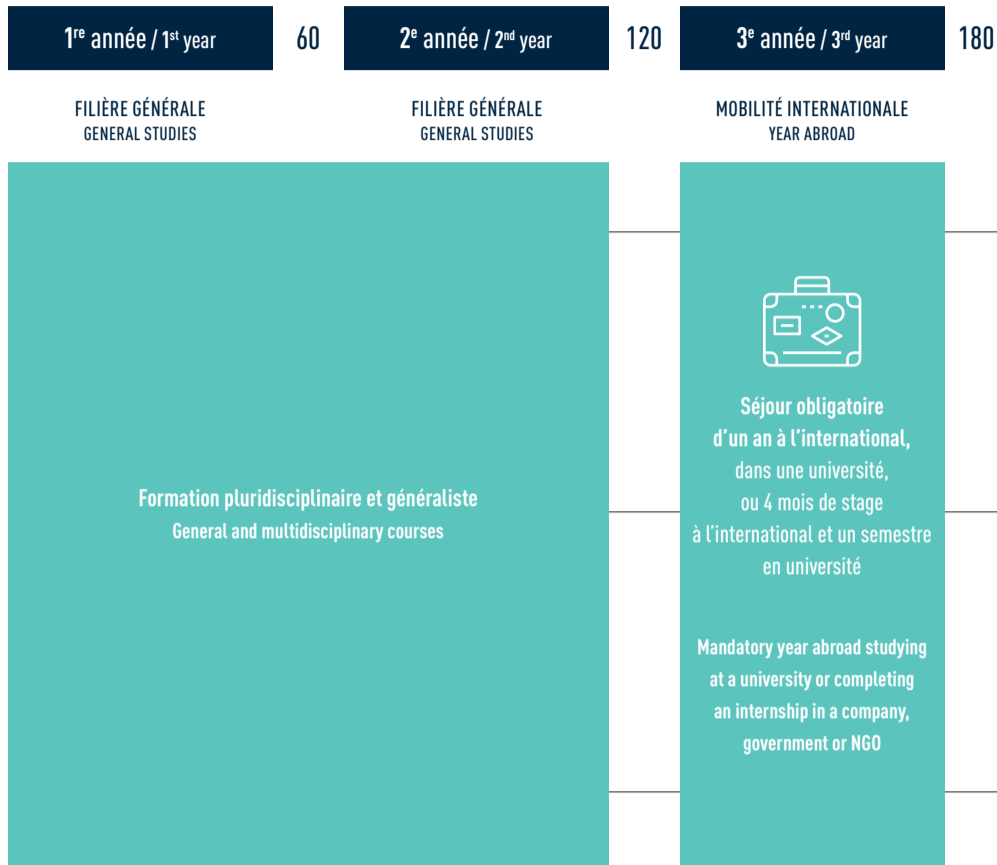 1re année / 1st year
60
2e année / 2nd year
120
3e année / 3rd year
180
FILIÈRE GÉNÉRALE
GENERAL STUDIES
FILIÈRE GÉNÉRALE
GENERAL STUDIES
MOBILITÉ INTERNATIONALE
YEAR ABROAD
Formation pluridisciplinaire et généraliste
General and multidisciplinary courses
Séjour obligatoire
d'un an à l'international,
dans une université,
ou 4 mois de stage
à l'international et un semestre
en université
Mandatory year abroad studying
at a university or completing
an internship in a company,
government or NGO